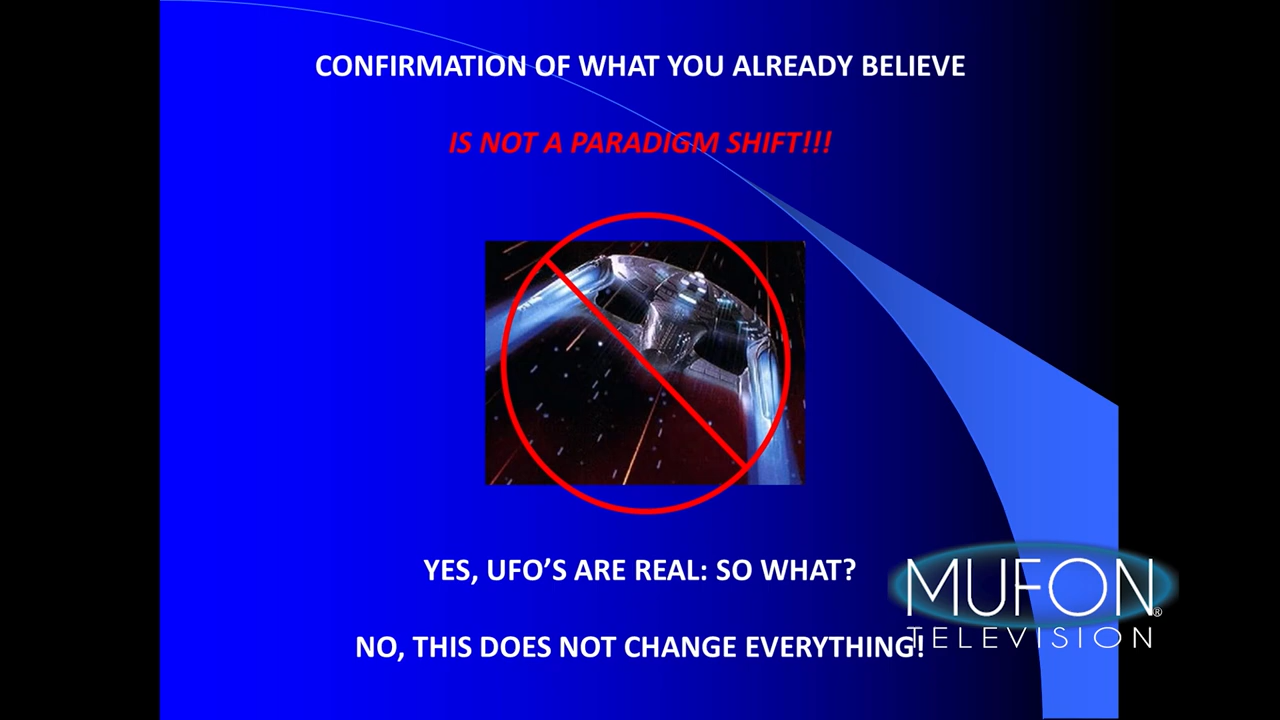 CONFIRMATION OF WHAT YOU ALREADY BELIEVE
IS NOT A PARADIGM SHIFT!!!
YES, UFO’S ARE REAL: SO WHAT?
NO, THIS DOES NOT CHANGE EVERYTHING!
MUFON®
TELEVISION